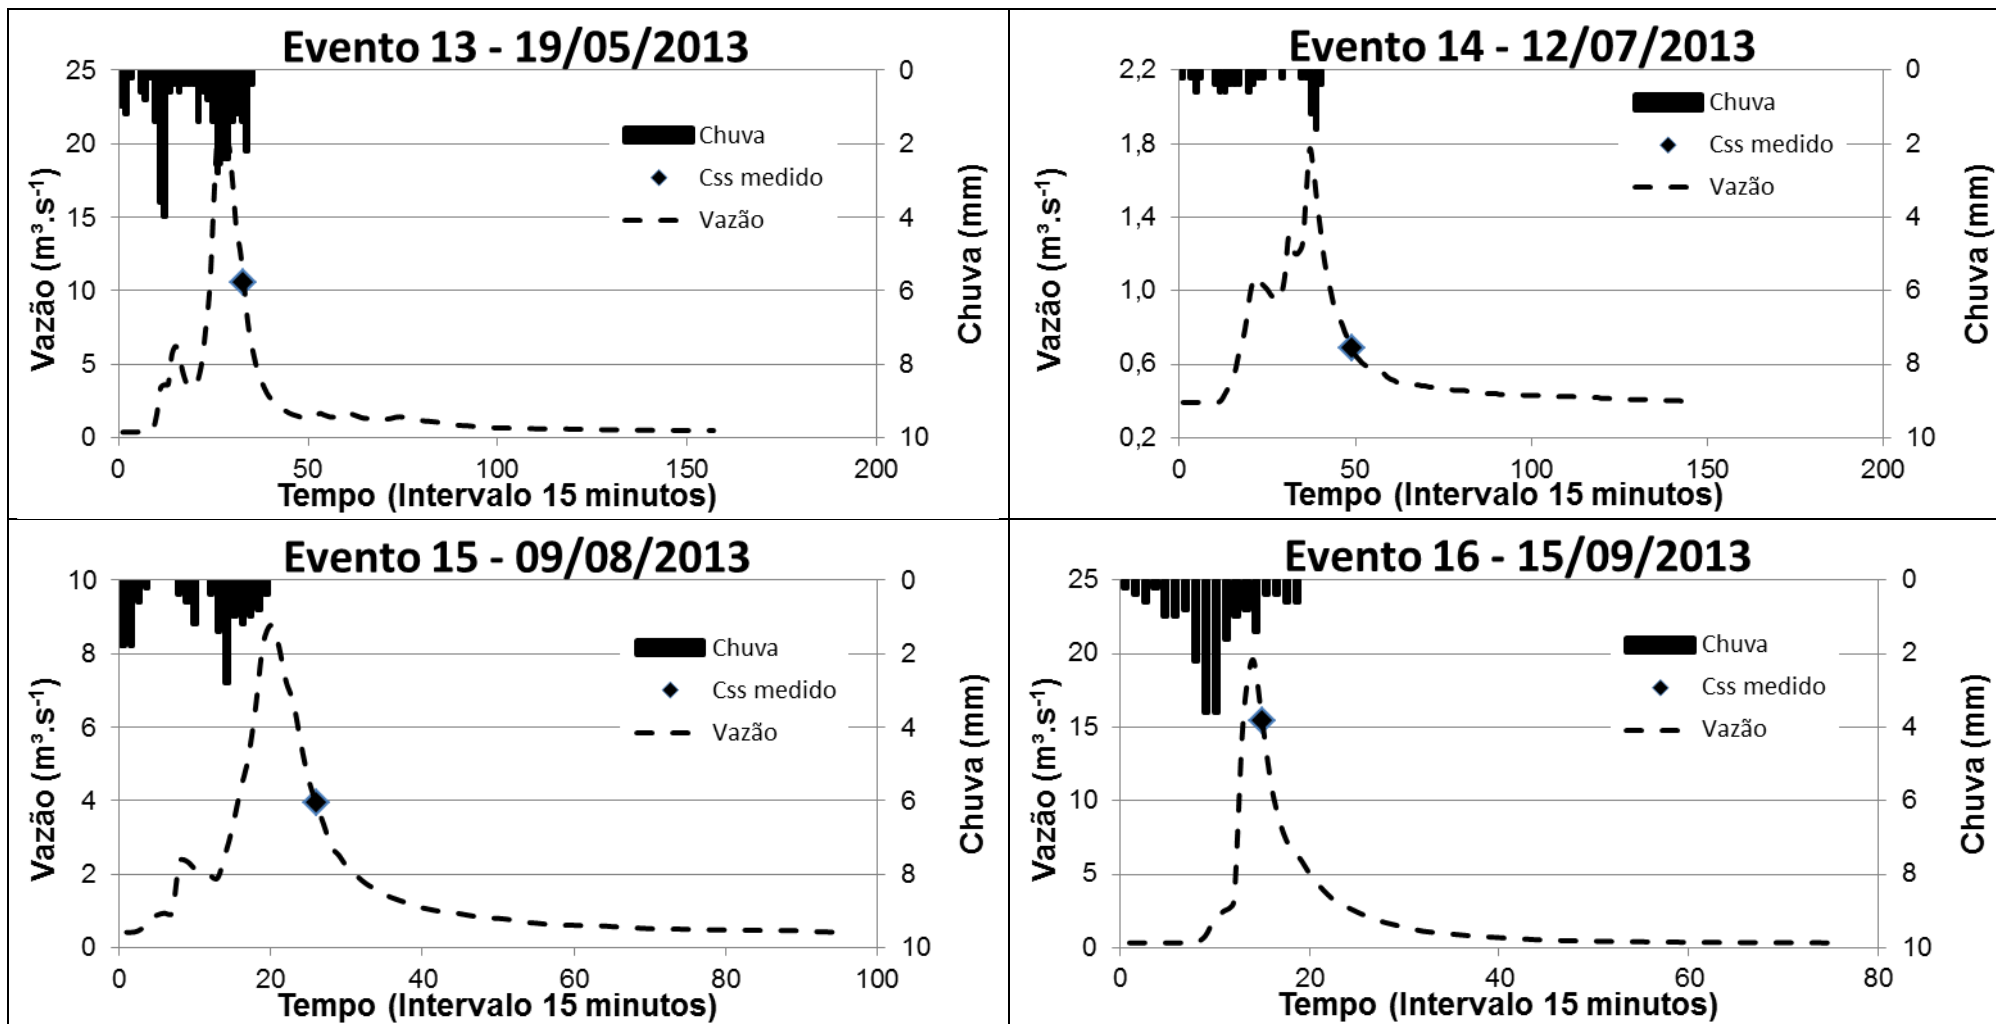 Evento 13 - 19/05/2013
25
20
15
10
5
0
0
2
4
6
8
10
0
50
100
150
200
Vazão (m³.s⁻¹)
Chuva (mm)
Chuva
Css medido
Vazão
Tempo (Intervalo 15 minutos)
Evento 14 - 12/07/2013
2,2
1,8
1,4
1,0
0,6
0,2
0
2
4
6
8
10
0
50
100
150
200
Vazão (m³.s⁻¹)
Chuva (mm)
Chuva
Css medido
Vazão
Tempo (Intervalo 15 minutos)
Evento 15 - 09/08/2013
10
8
6
4
2
0
0
2
4
6
8
10
0
20
40
60
80
100
Vazão (m³.s⁻¹)
Chuva (mm)
Chuva
Css medido
Vazão
Tempo (Intervalo 15 minutos)
Evento 16 - 15/09/2013
25
20
15
10
5
0
0
2
4
6
8
10
0
20
40
60
80
Vazão (m³.s⁻¹)
Chuva (mm)
Chuva
Css medido
Vazão
Tempo (Intervalo 15 minutos)